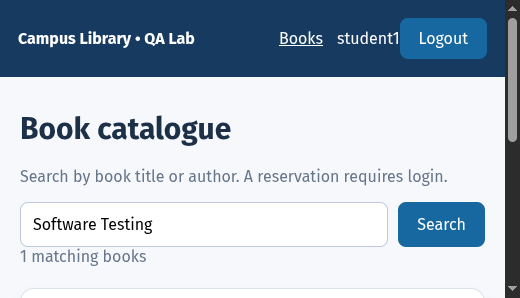 Campus Library • QA Lab Books student1 Logout
Book catalogue
Search by book title or author. A reservation requires login.
Software Testing Search
1 matching books